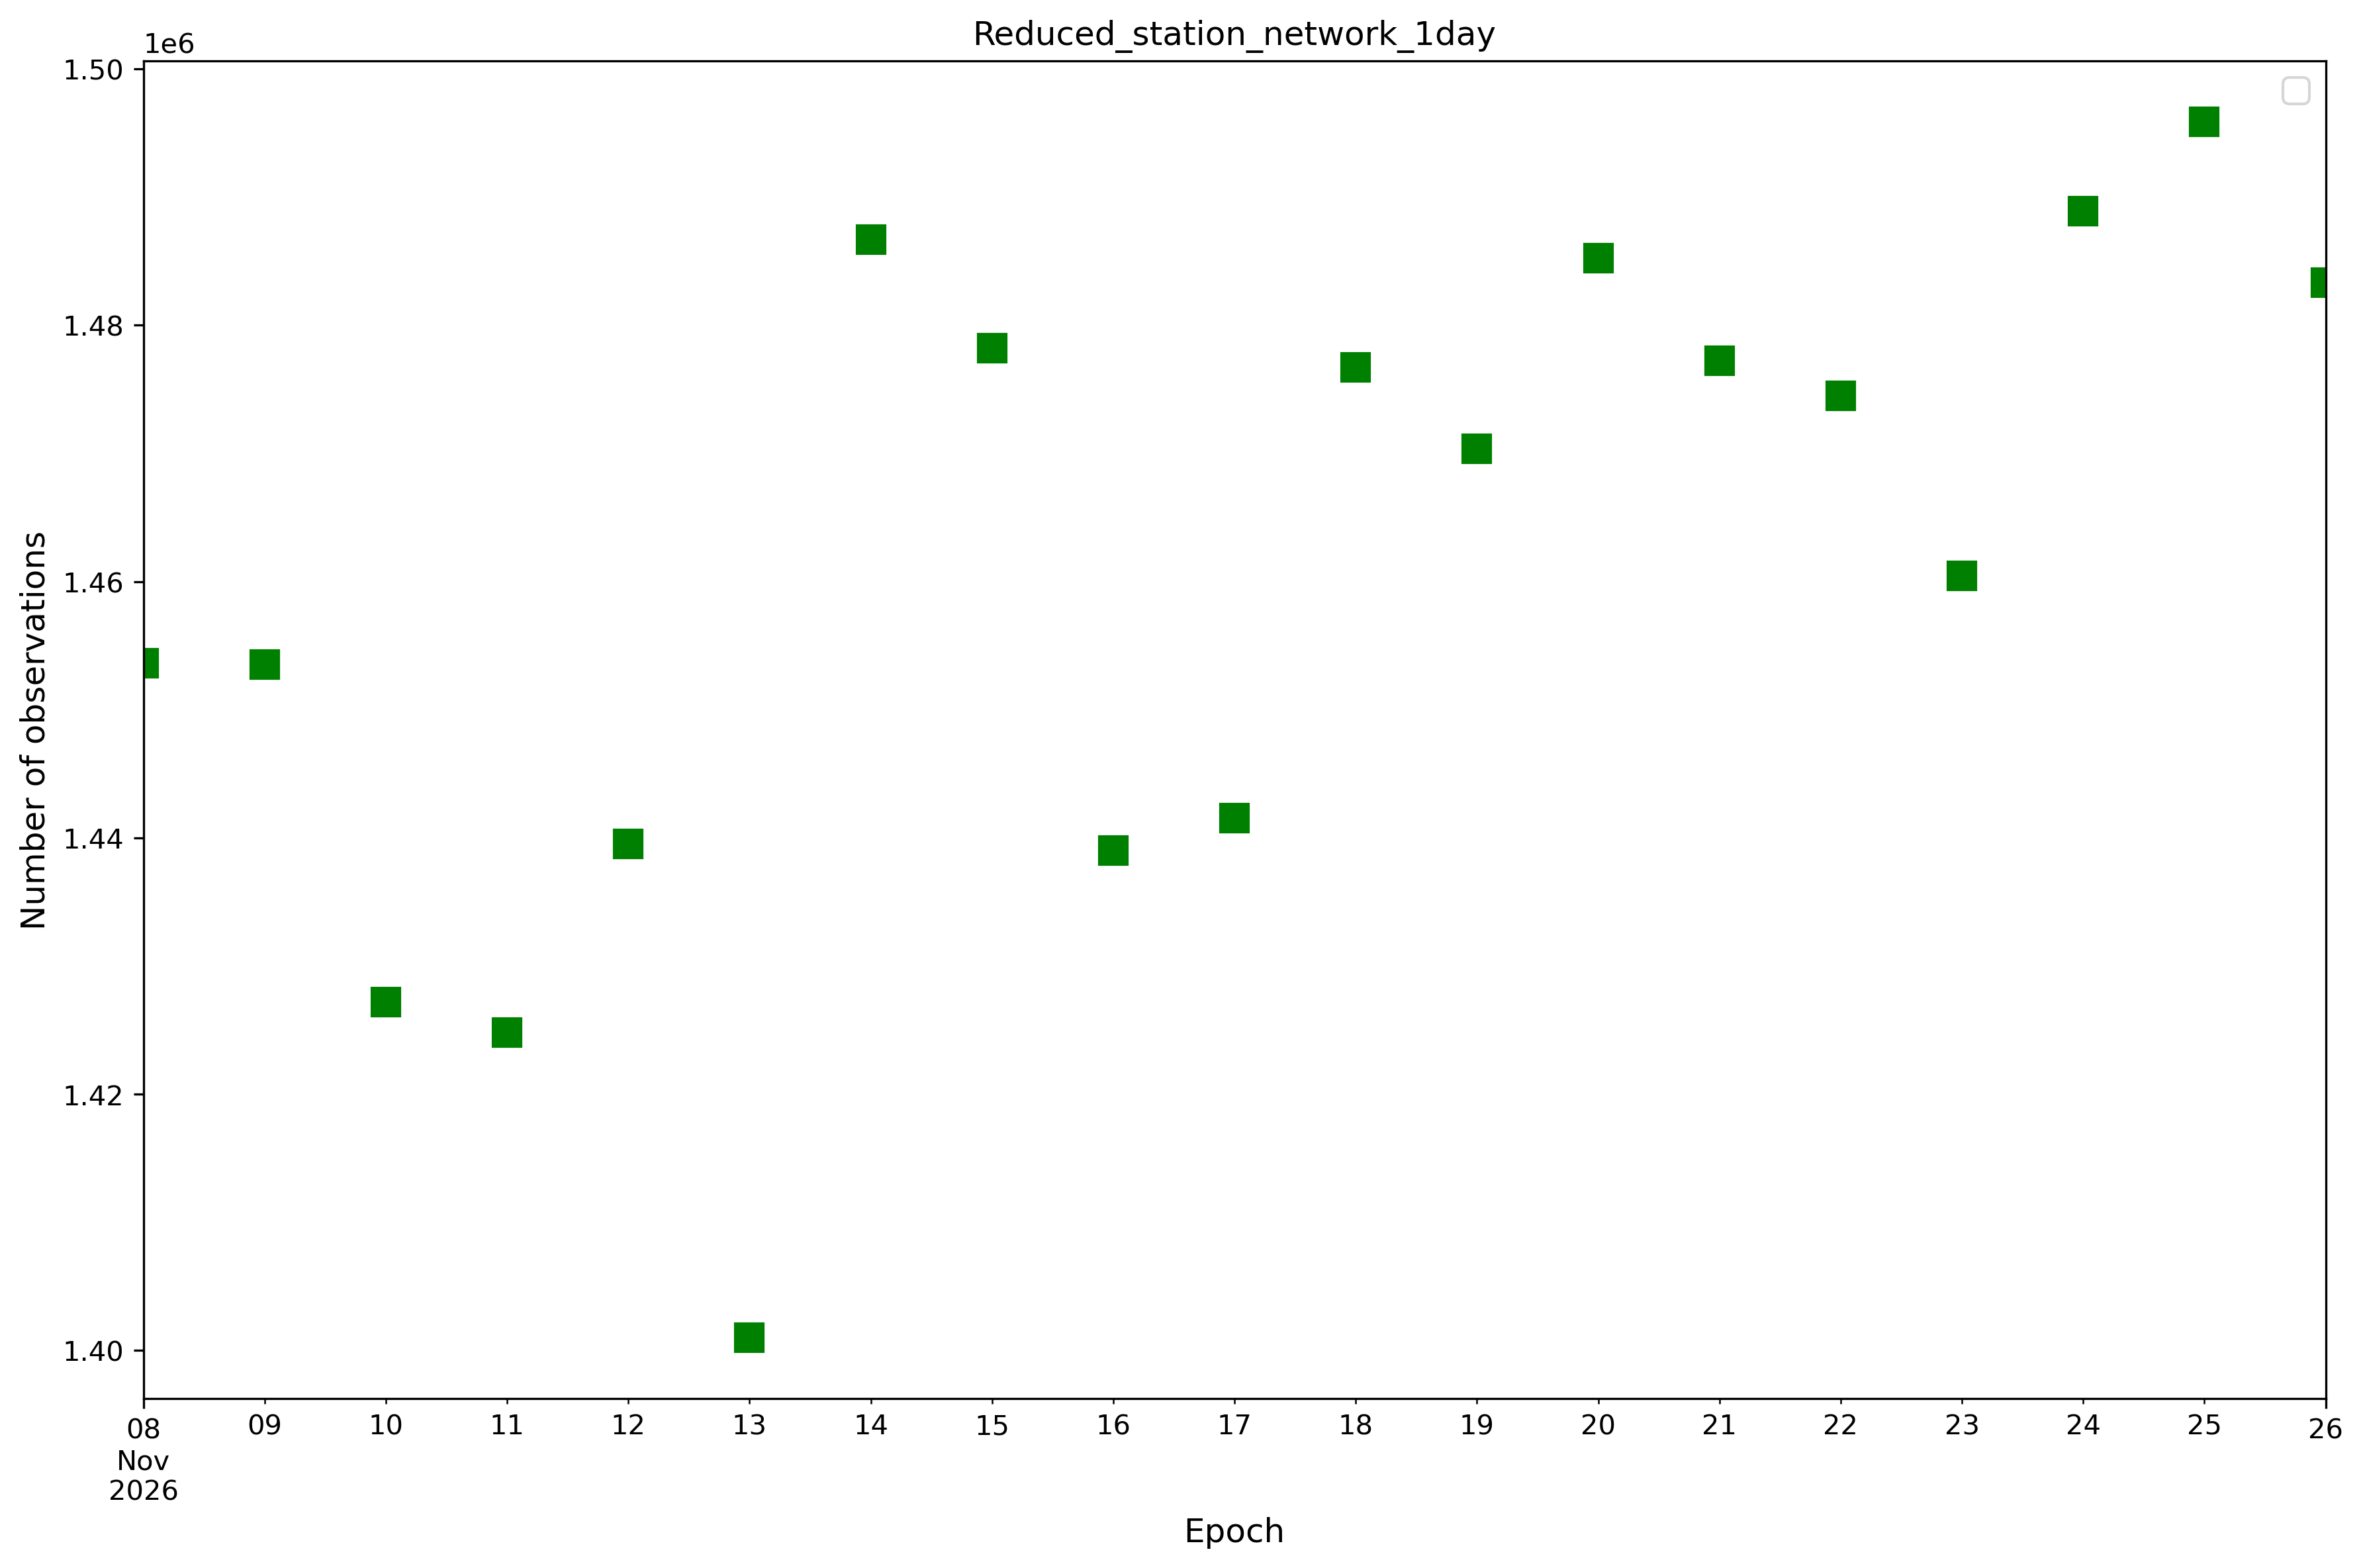 Reduced_station_network_1day
1e6
1.50
1.48
1.46
1.44
1.42
1.40
Number of observations
08 09 10 11 12 13 14 15 16 17 18 19 20 21 22 23 24 25 26
Nov
2026
Epoch